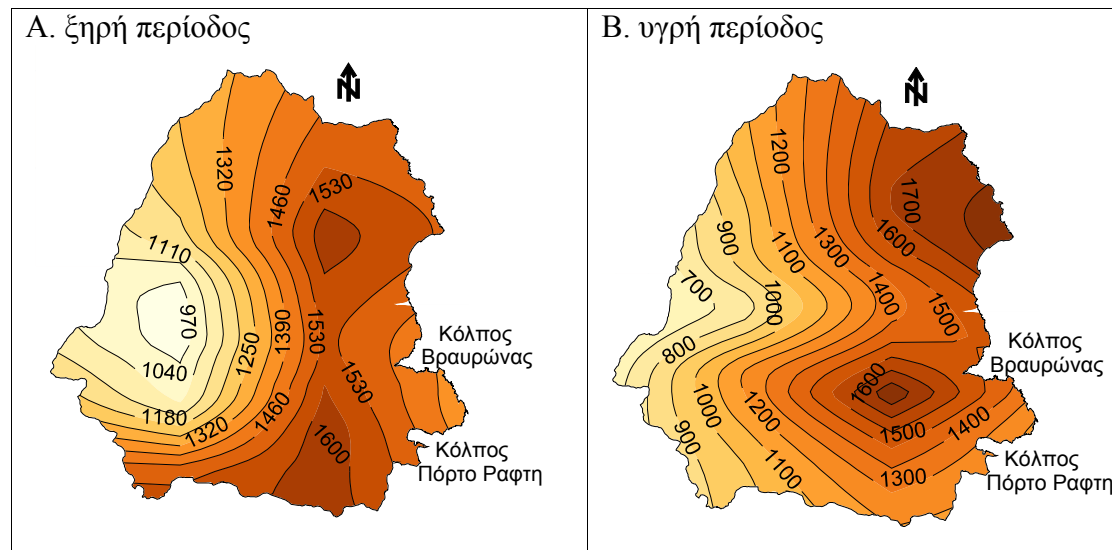 Α. ξηρή περίοδος
N
1320
1460
1530
1110
970
1390
1530
1250
1040
1530
1180
1320
1460
1600
Κόλπος
Βραυρώνας
Κόλπος
Πόρτο Ραφτη
Β. υγρή περίοδος
N
1200
1700
900
1100
1300
1600
700
1000
1400
1500
800
1600
1000
1200
1400
900
1500
1100
1300
Κόλπος
Βραυρώνας
Κόλπος
Πόρτο Ραφτη